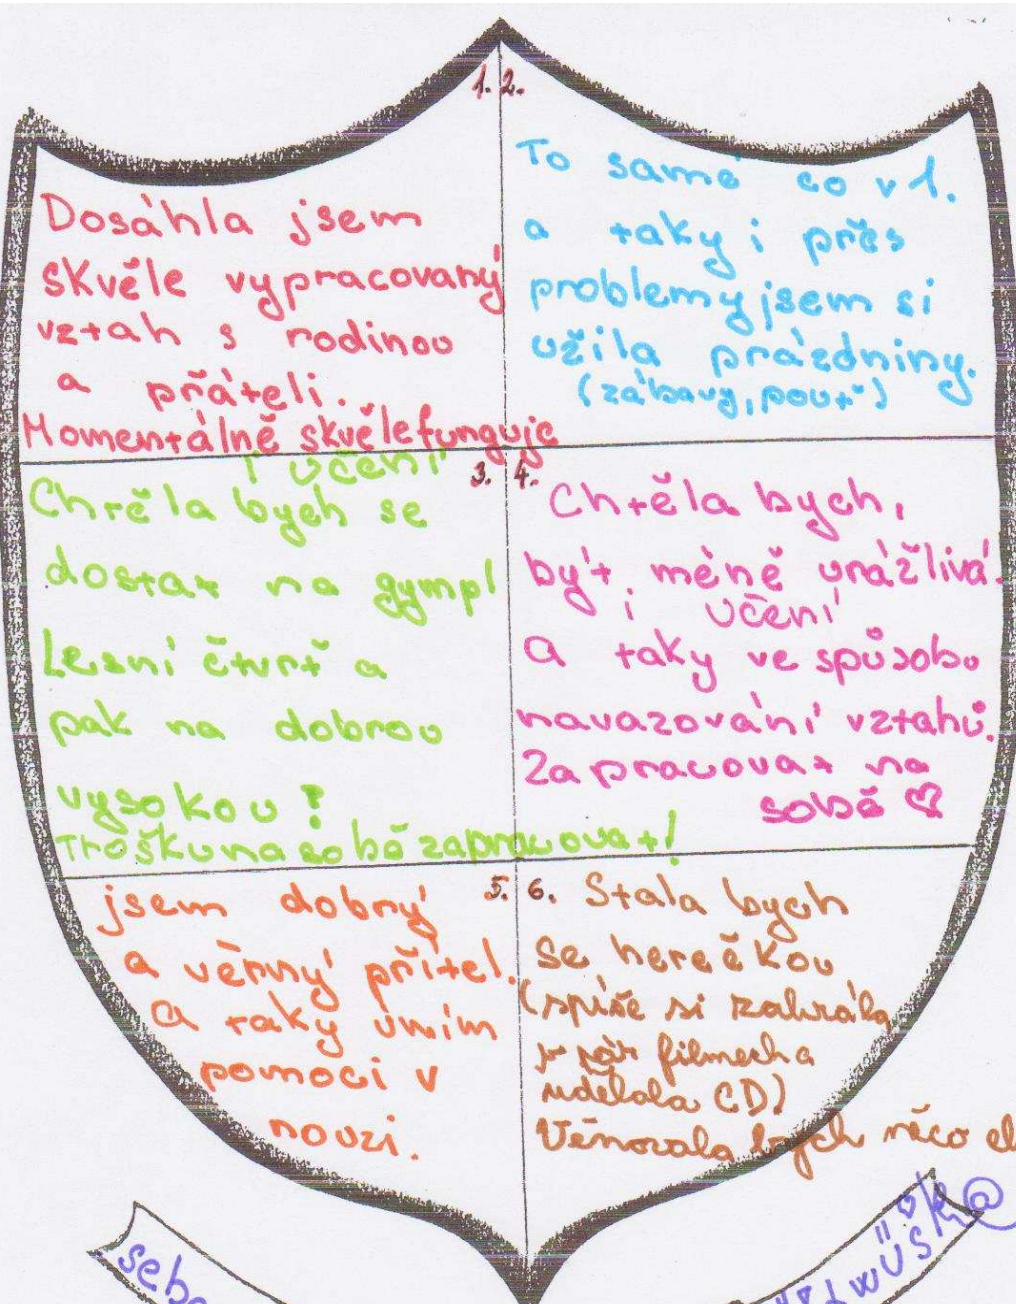 1.
Dosáhla jsem
skvěle vypracovaný
vztah s rodinou
a přáteli.
Momentálně skvěle funguje
i učení
2.
To samé co v 1.
a taky i přes
problemy jsem si
užila prázdniny.
(zábavy, pouť)
3.
Chtěla bych se
dostat na gympl
Lesní čtvrť a
pak na dobrou
vysokou?
Trošku na sobě zapracovat!
4.
Chtěla bych,
být méně urážlivá.
i učení
A taky ve spůsobu
navazování vztahů.
Zapracovat na
sobě
5.
jsem dobrý
a věrný přítel.
A taky umím
pomoci v
nouzi.
6. Stala bych
se herečkou
(spíše si zahrála
v pár filmech a
udělala CD)
Věnovala bych něco